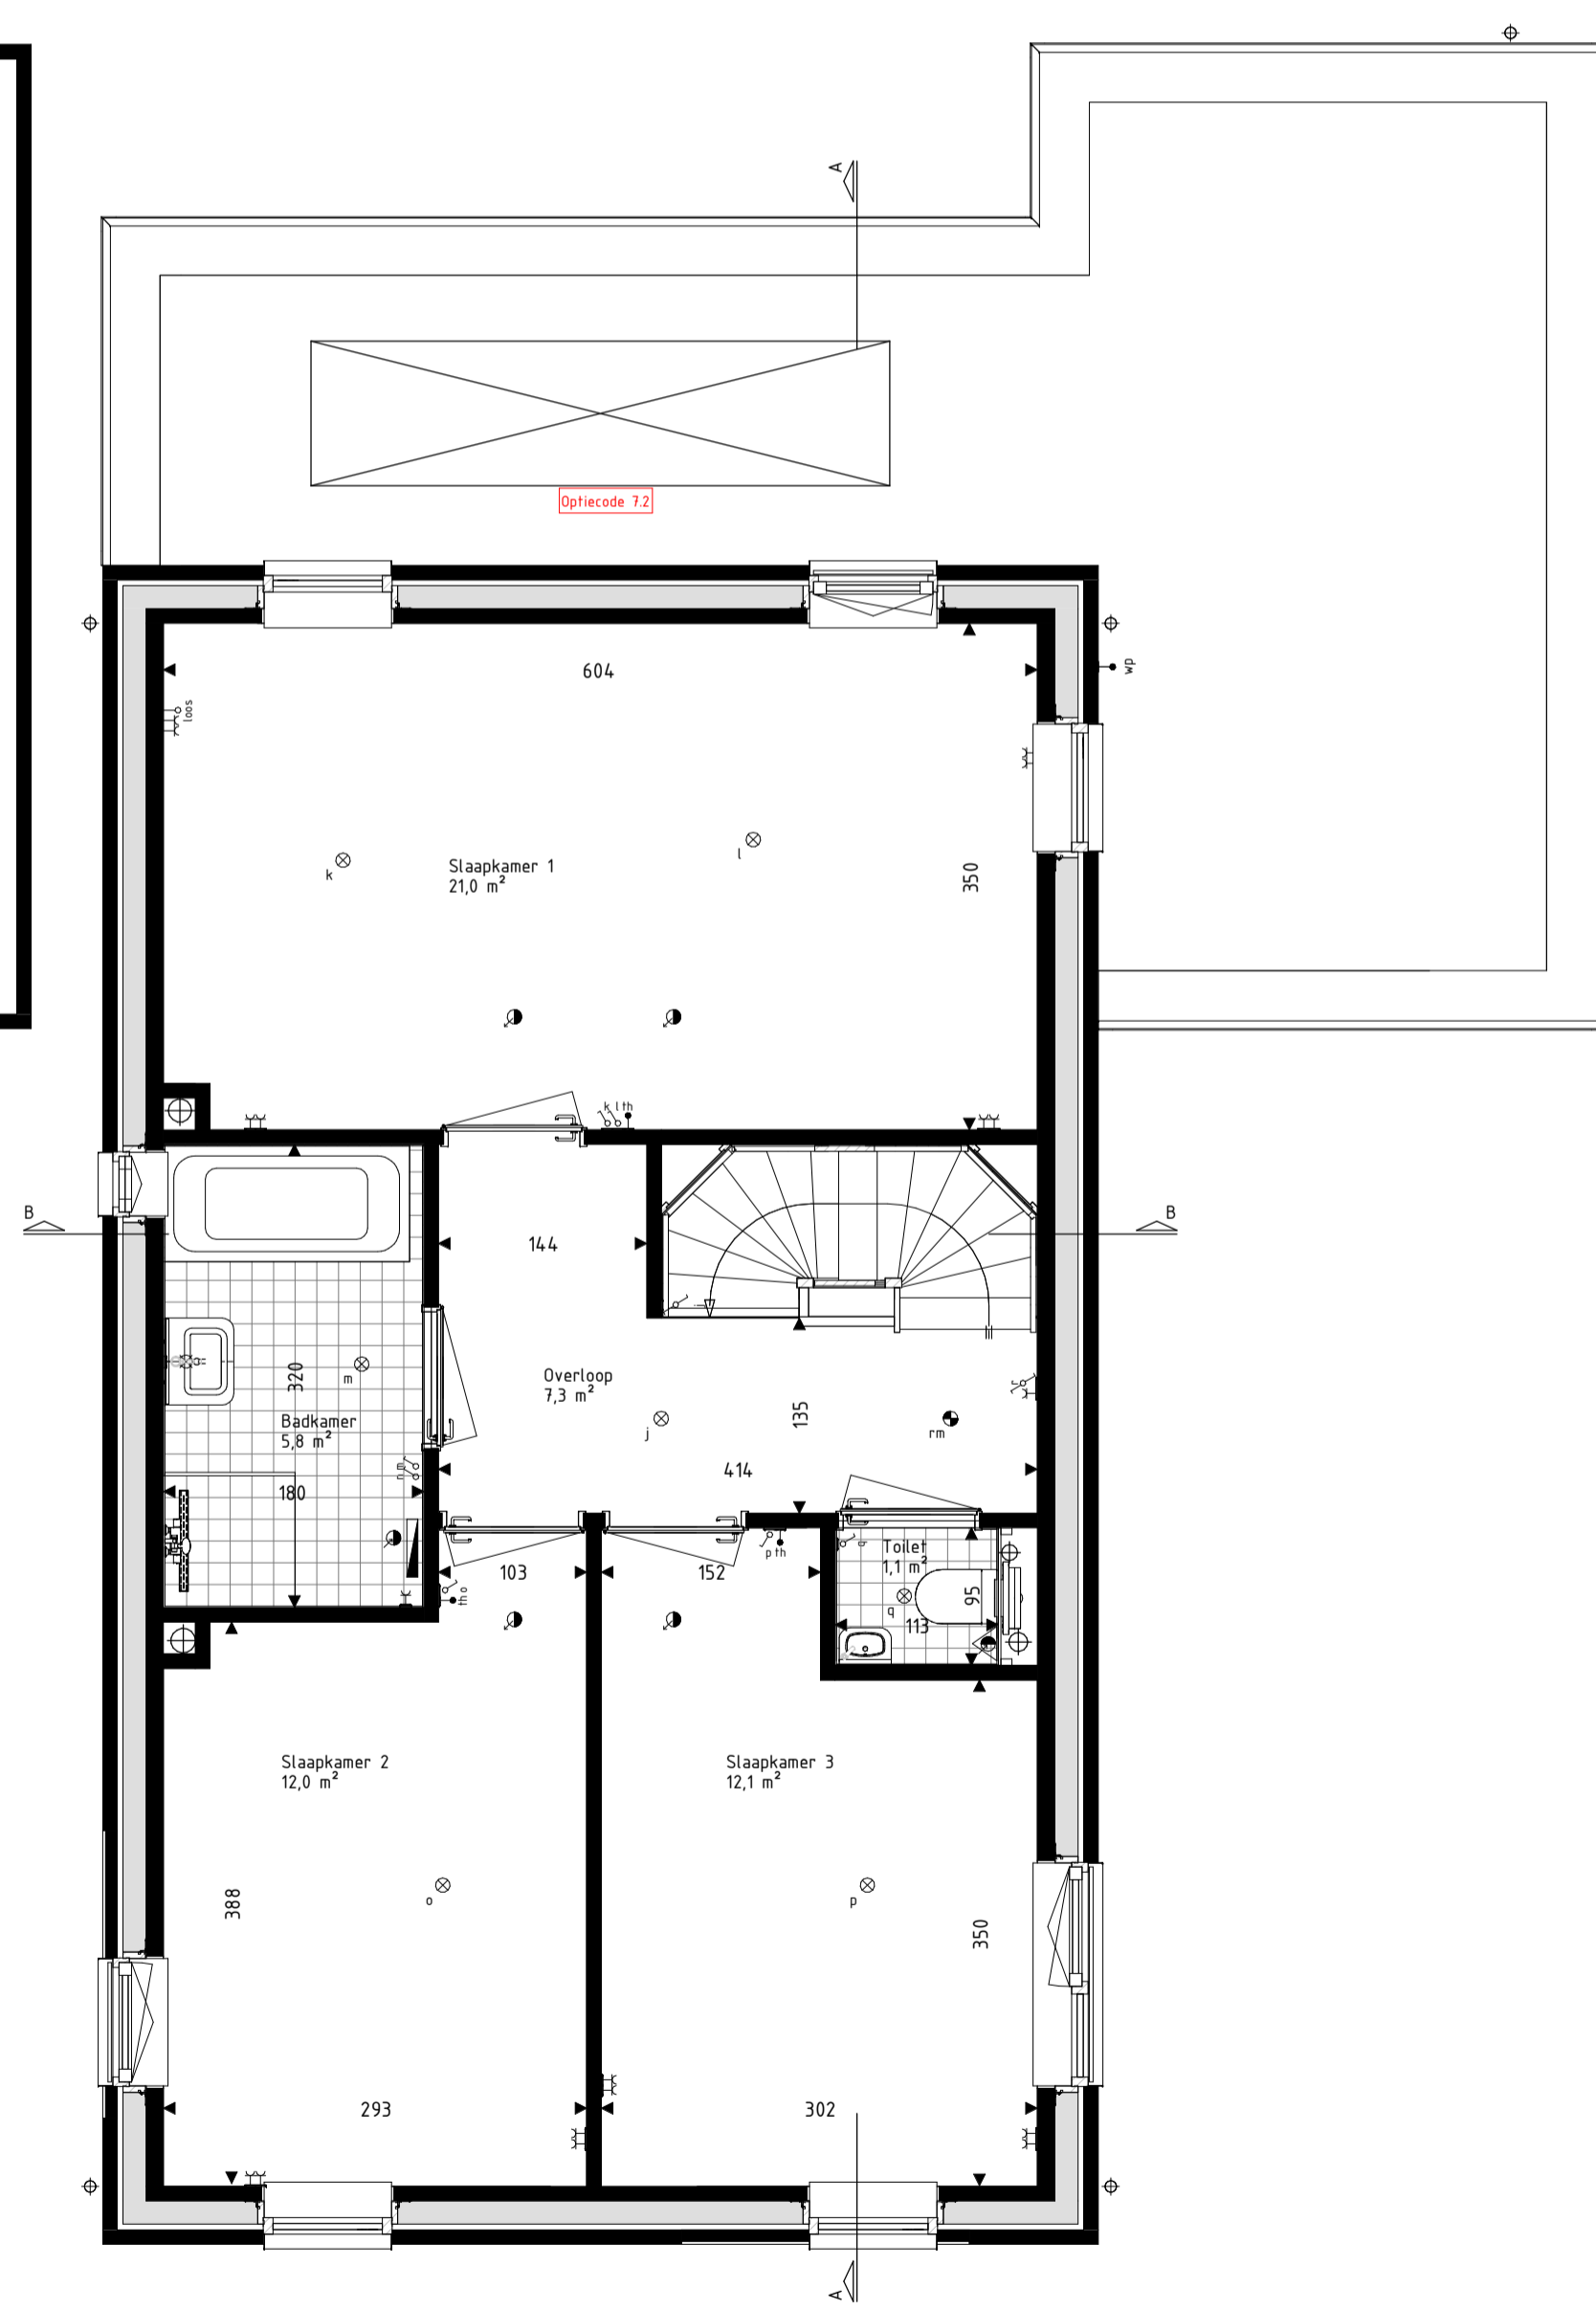 A
Optiecode 7.2
604
wp
loos
k
l
Slaapkamer 1
21,0 m²
350
k l th
B
B
144
j
320
m
Overloop
7,3 m²
r
Badkamer
5,8 m²
j
135
rm
n m
414
180
q
Toilet
1,1 m²
p th
103
152
95
th o
q
113
Slaapkamer 2
12,0 m²
Slaapkamer 3
12,1 m²
388
o
p
350
293
302
A